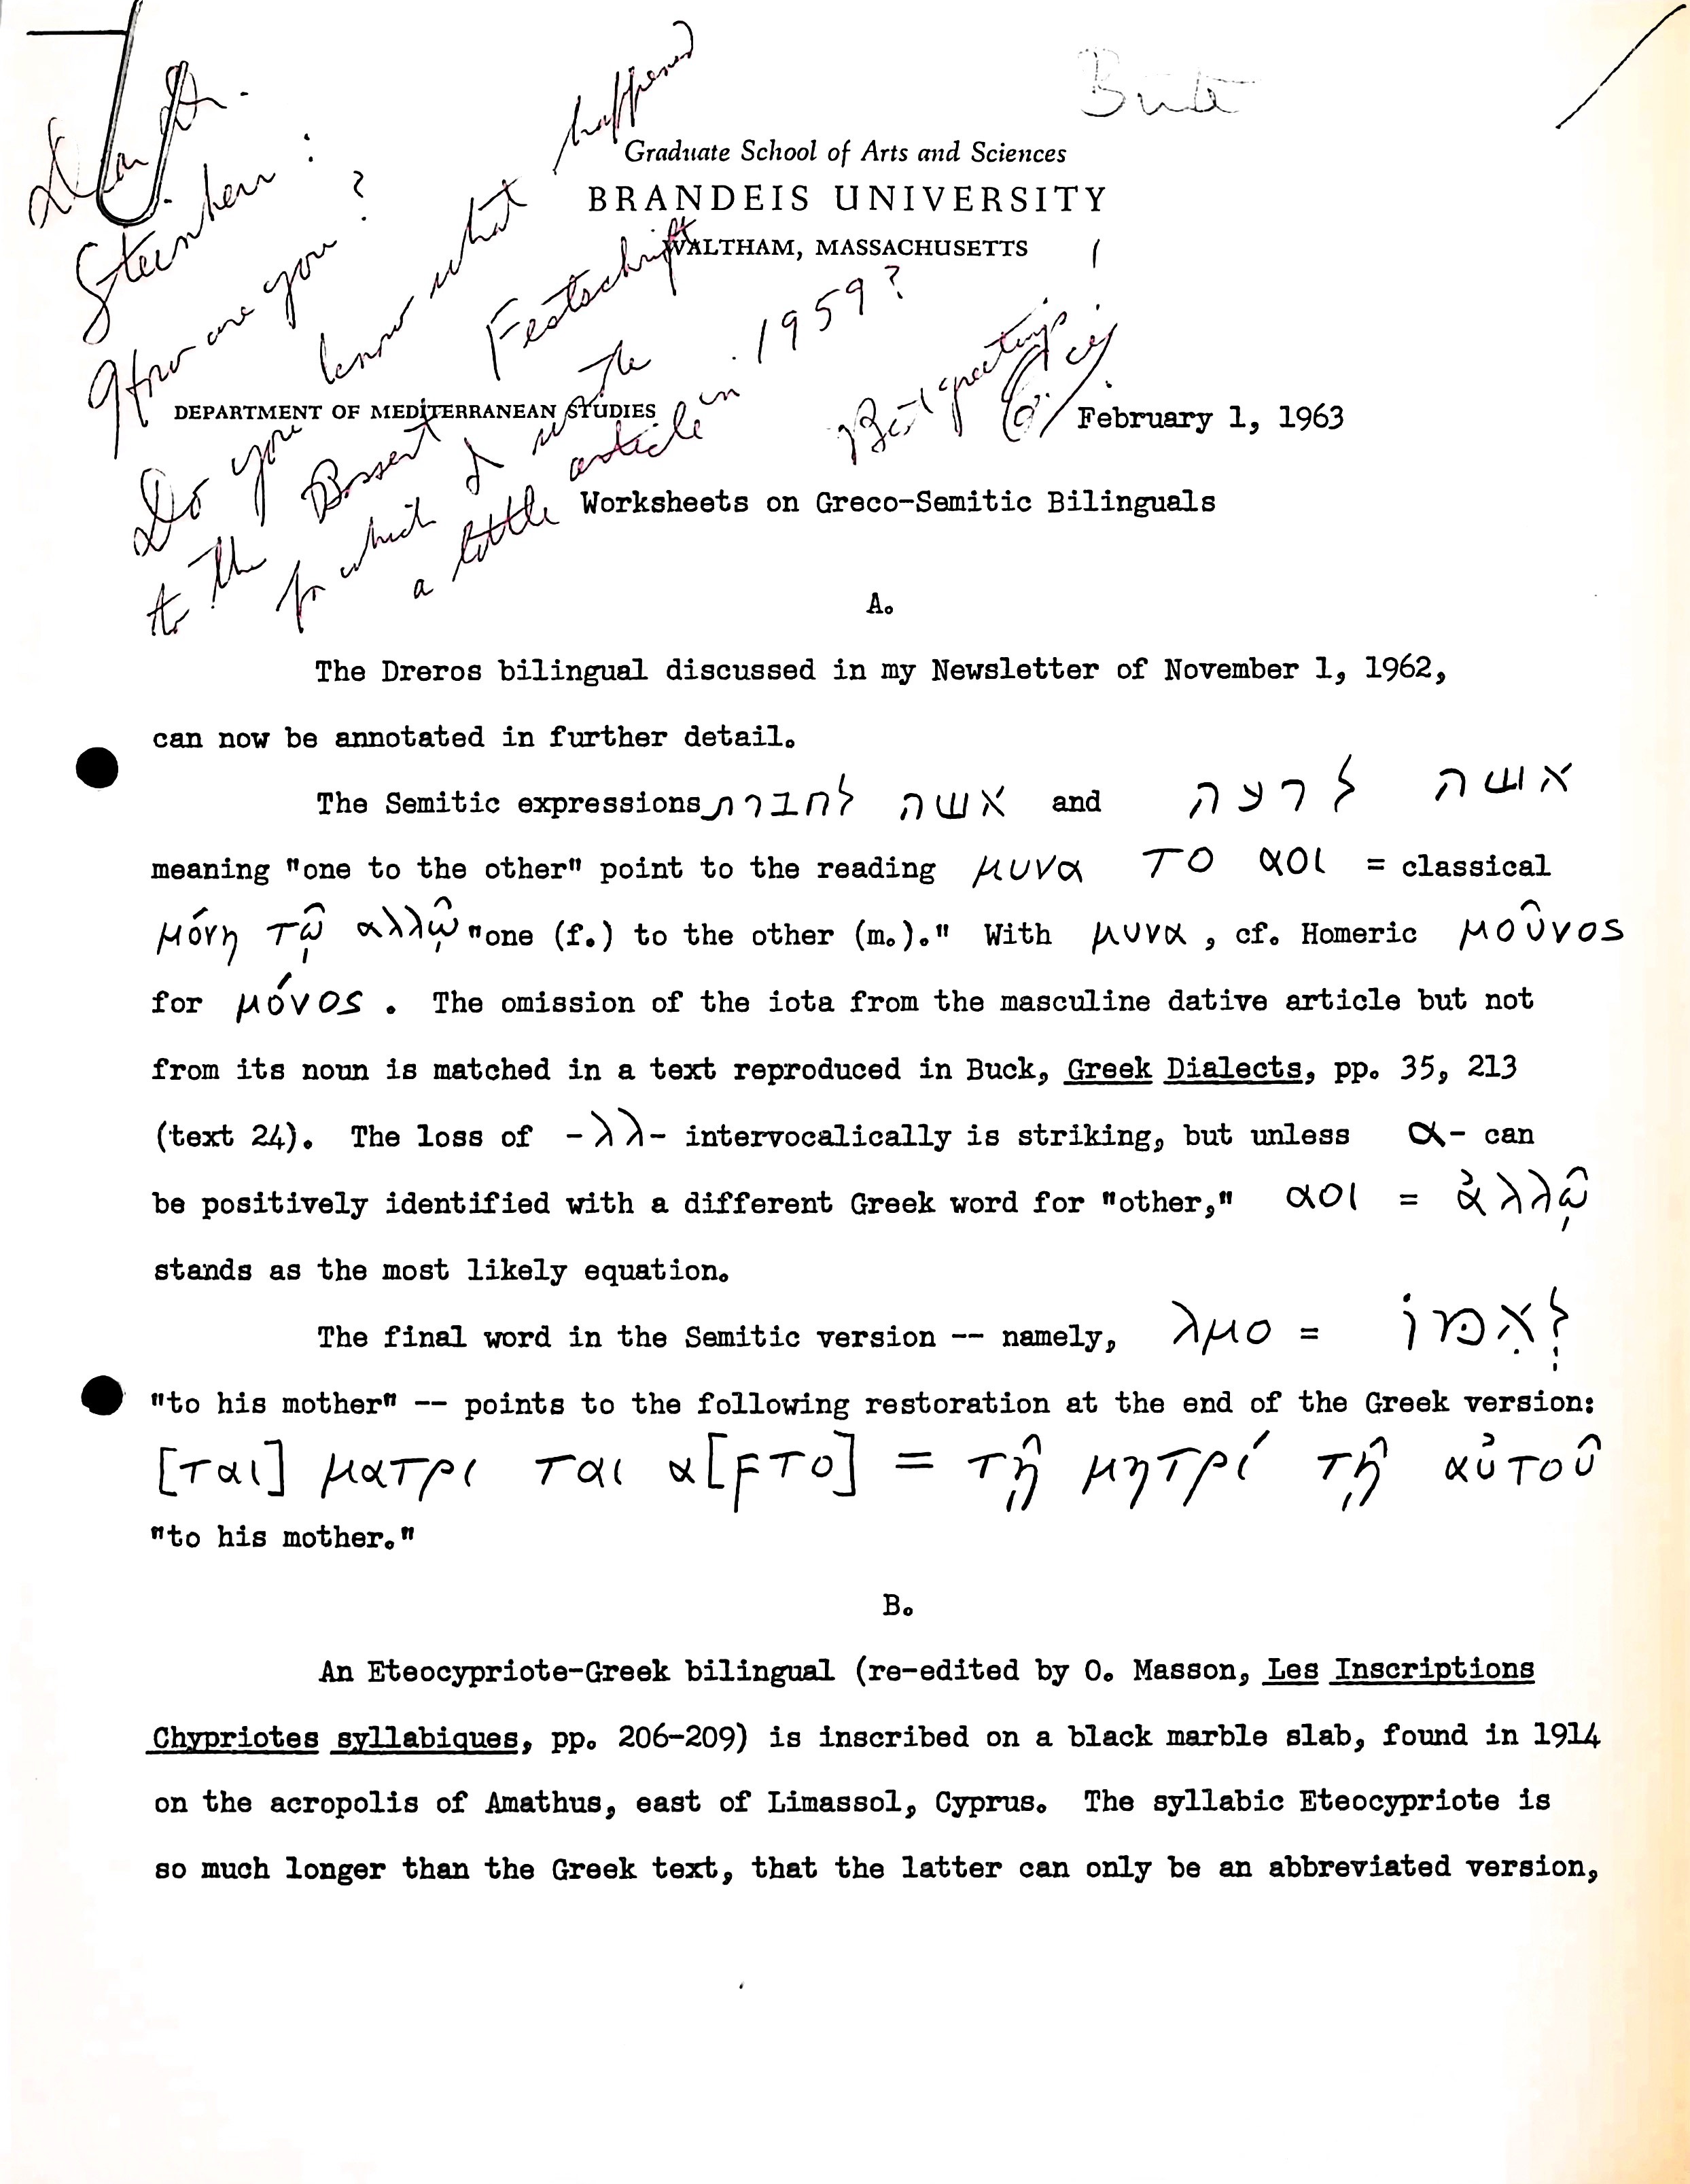 Dear Dr.
Steinherr:
How are you?
Do you know what happened
to the Bossert Festschrift
for which I wrote
a little article in 1959?
Best greetings
Graduate School of Arts and Sciences
BRANDEIS UNIVERSITY
WALTHAM, MASSACHUSETTS
DEPARTMENT OF MEDITERRANEAN STUDIES
February 1, 1963
Worksheets on Greco-Semitic Bilinguals
A.
The Dreros bilingual discussed in my Newsletter of November 1, 1962,
can now be annotated in further detail.
The Semitic expressions אשה לחברת and אשה לרעה
meaning "one to the other" point to the reading μυνα το αοι = classical
μόνη τῷ αλλῷ "one (f.) to the other (m.)." With μυνα, cf. Homeric μοῦνος
for μόνος. The omission of the iota from the masculine dative article but not
from its noun is matched in a text reproduced in Buck, Greek Dialects, pp. 35, 213
(text 24). The loss of -λλ- intervocalically is striking, but unless α- can
be positively identified with a different Greek word for "other," αοι = ἀλλῷ
stands as the most likely equation.
The final word in the Semitic version -- namely, λμο = לְאִמּוֹ
"to his mother" -- points to the following restoration at the end of the Greek version:
[ται] ματρι ται α[ϝτο] = τῇ μητρί τῇ αὐτοῦ
"to his mother."
B.
An Eteocypriote-Greek bilingual (re-edited by O. Masson, Les Inscriptions
Chypriotes syllabiques, pp. 206-209) is inscribed on a black marble slab, found in 1914
on the acropolis of Amathus, east of Limassol, Cyprus. The syllabic Eteocypriote is
so much longer than the Greek text, that the latter can only be an abbreviated version,